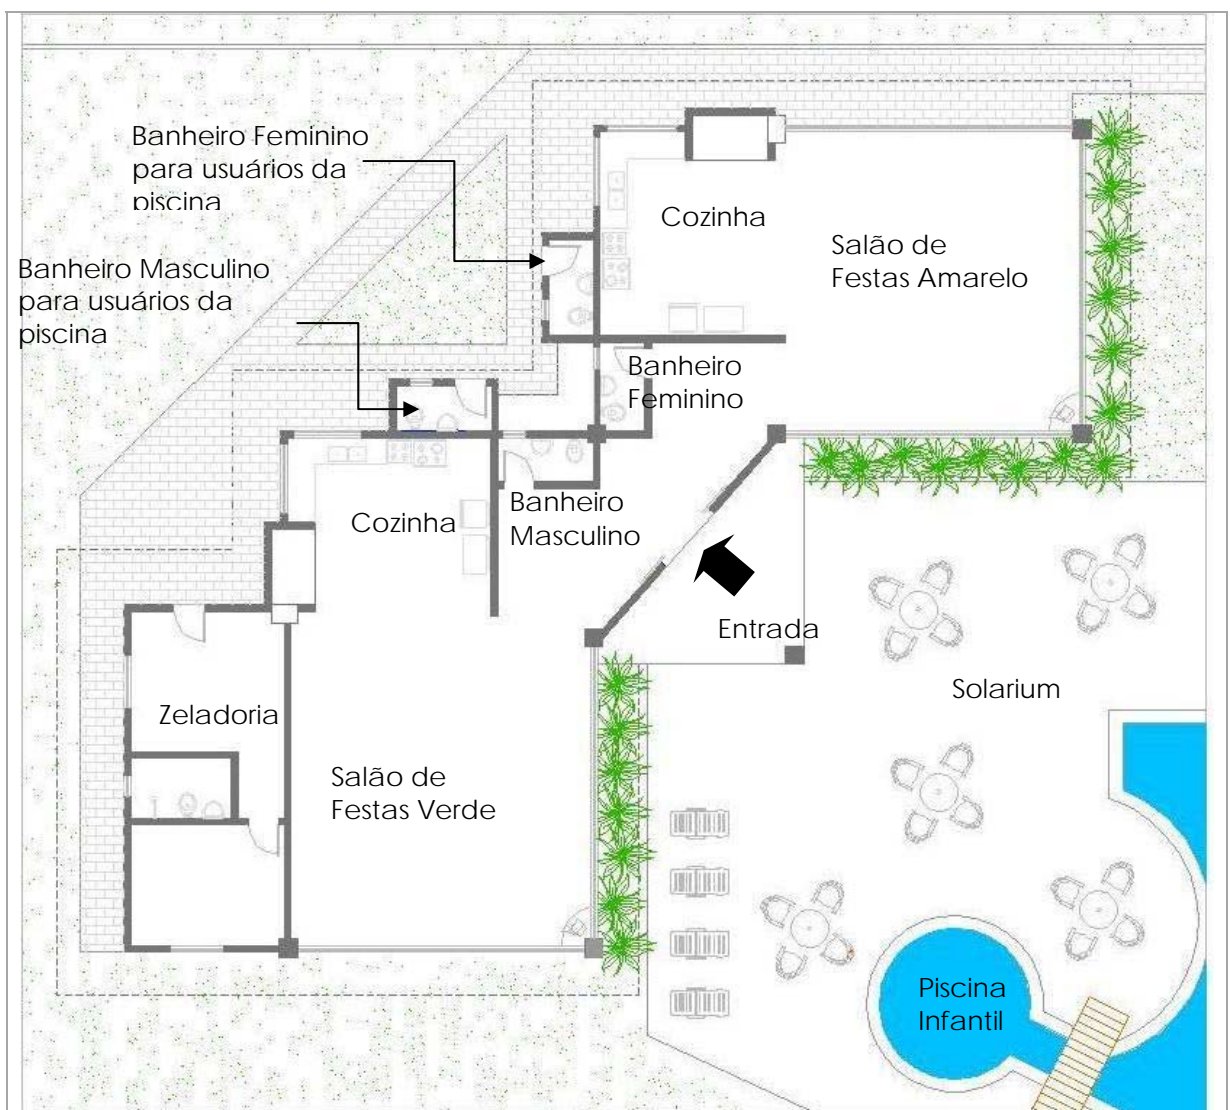 Banheiro Feminino
para usuários da
piscina
Cozinha
Salão de
Festas Amarelo
Banheiro Masculino
para usuários da
piscina
Banheiro
Feminino
Cozinha
Banheiro
Masculino
Entrada
Solarium
Zeladoria
Salão de
Festas Verde
Piscina
Infantil